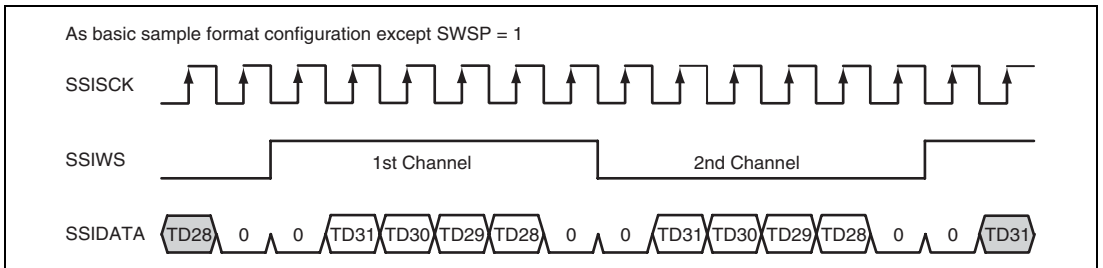 As basic sample format configuration except SWSP = 1
SSISCK
SSIWS 1st Channel 2nd Channel
SSIDATA TD28 0 0 TD31 TD30 TD29 TD28 0 0 TD31 TD30 TD29 TD28 0 0 TD31